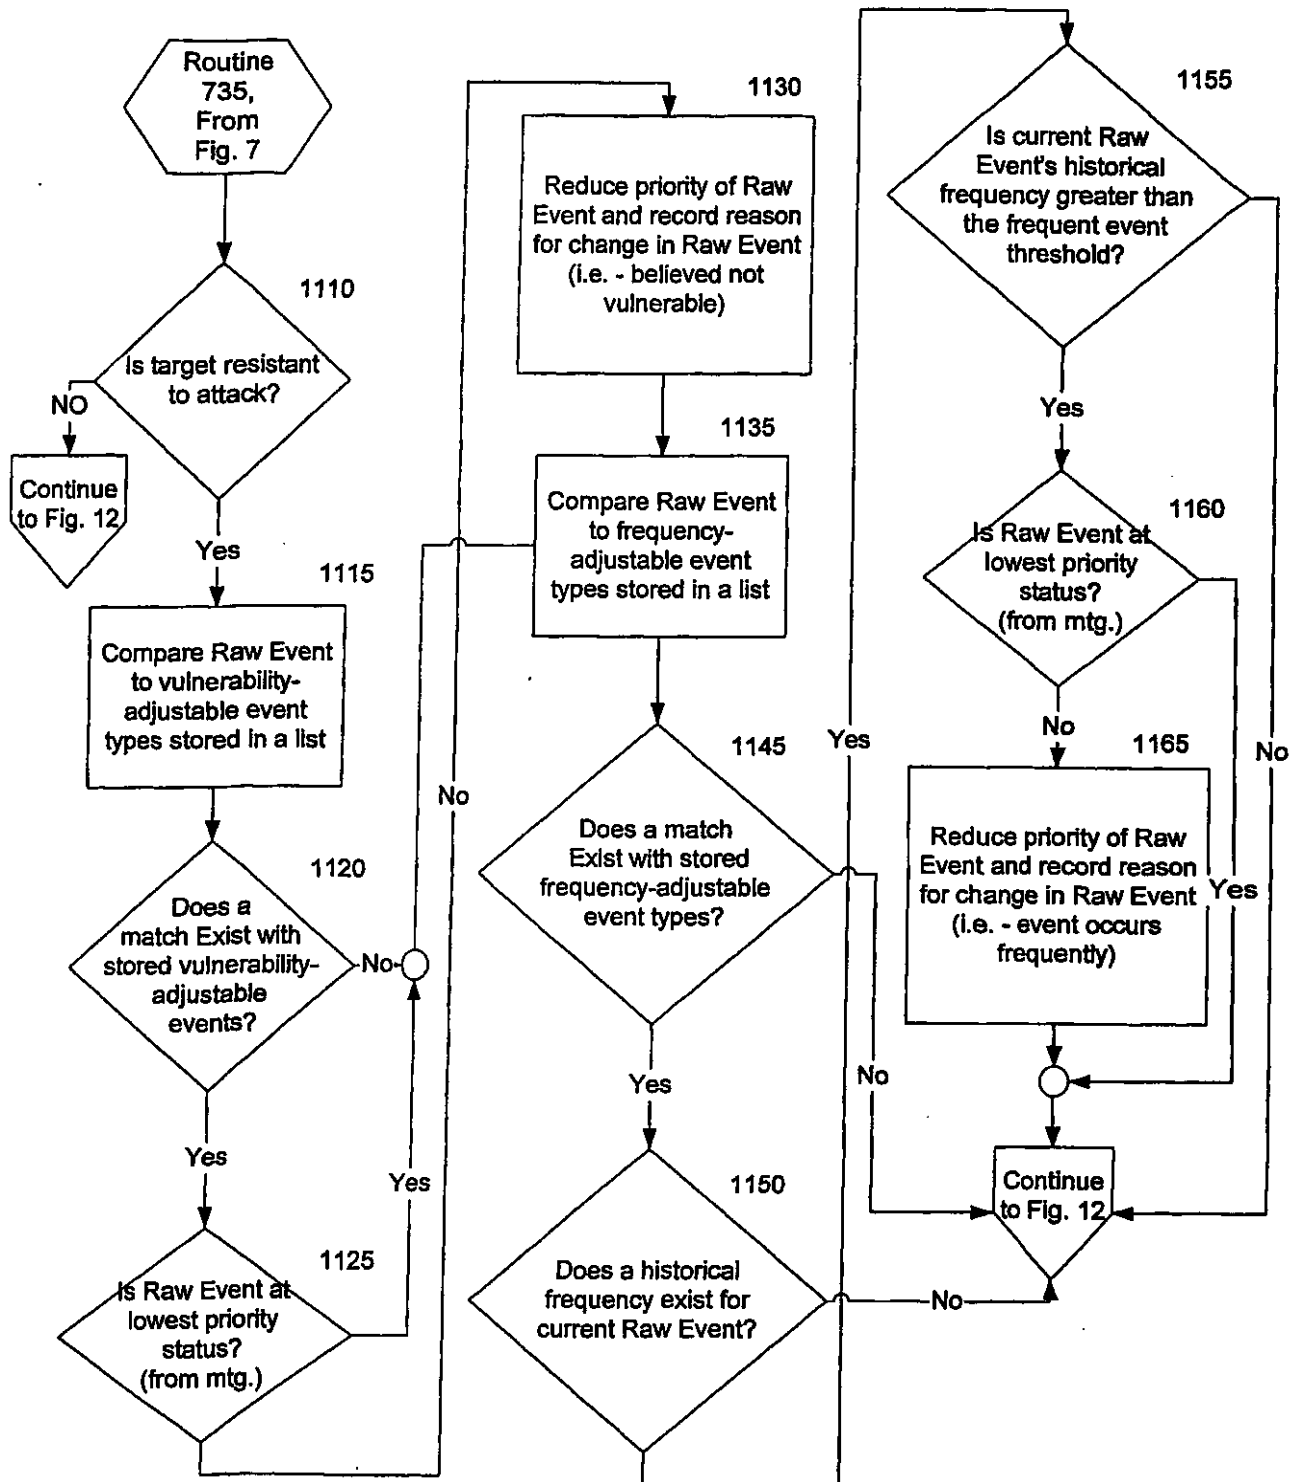 Routine
735,
From
Fig. 7
1110
Is target resistant
to attack?
NO
Continue
to Fig. 12
Yes
1115
Compare Raw Event
to vulnerability-
adjustable event
types stored in a list
1120
Does a
match Exist with
stored vulnerability-
adjustable
events?
No
Yes
1125
Is Raw Event at
lowest priority
status?
(from mtg.)
Yes
No
1130
Reduce priority of Raw
Event and record reason
for change in Raw Event
(i.e. - believed not
vulnerable)
1135
Compare Raw Event
to frequency-
adjustable event
types stored in a list
1145
Does a match
Exist with stored
frequency-adjustable
event types?
No
Yes
1150
Does a historical
frequency exist for
current Raw Event?
No
Yes
1155
Is current Raw
Event's historical
frequency greater than
the frequent event
threshold?
No
Yes
1160
Is Raw Event at
lowest priority
status?
(from mtg.)
Yes
No
1165
Reduce priority of Raw
Event and record reason
for change in Raw Event
(i.e. - event occurs
frequently)
Continue
to Fig. 12